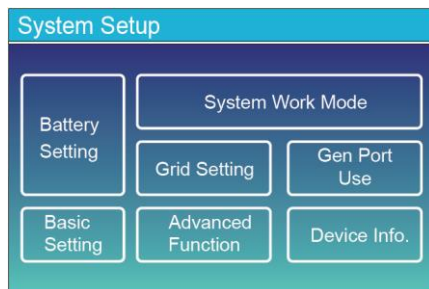 System Setup
Battery
Setting
System Work Mode
Grid Setting
Gen Port
Use
Basic
Setting
Advanced
Function
Device Info.